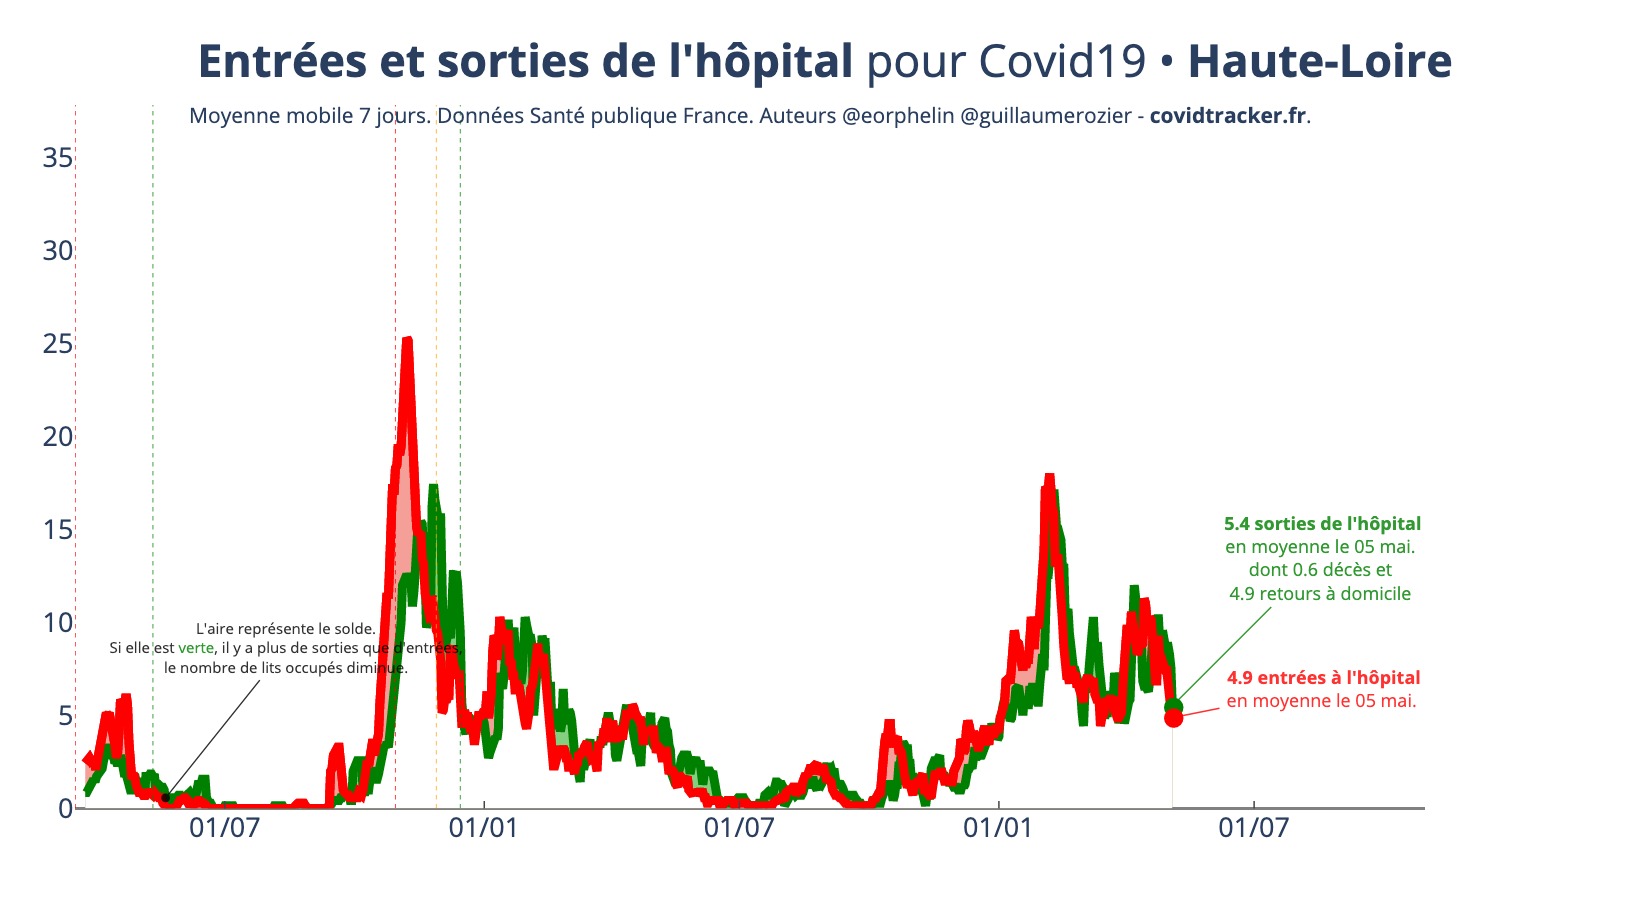 Entrées et sorties de l'hôpital pour Covid19 • Haute-Loire
Moyenne mobile 7 jours. Données Santé publique France. Auteurs @eorphelin @guillaumerozier - covidtracker.fr.
35
30
25
20
15
10
5
0
L'aire représente le solde.
Si elle est verte, il y a plus de sorties que d'entrées,
le nombre de lits occupés diminue.
5.4 sorties de l'hôpital
en moyenne le 05 mai.
dont 0.6 décès et
4.9 retours à domicile
4.9 entrées à l'hôpital
en moyenne le 05 mai.
01/07
01/01
01/07
01/01
01/07